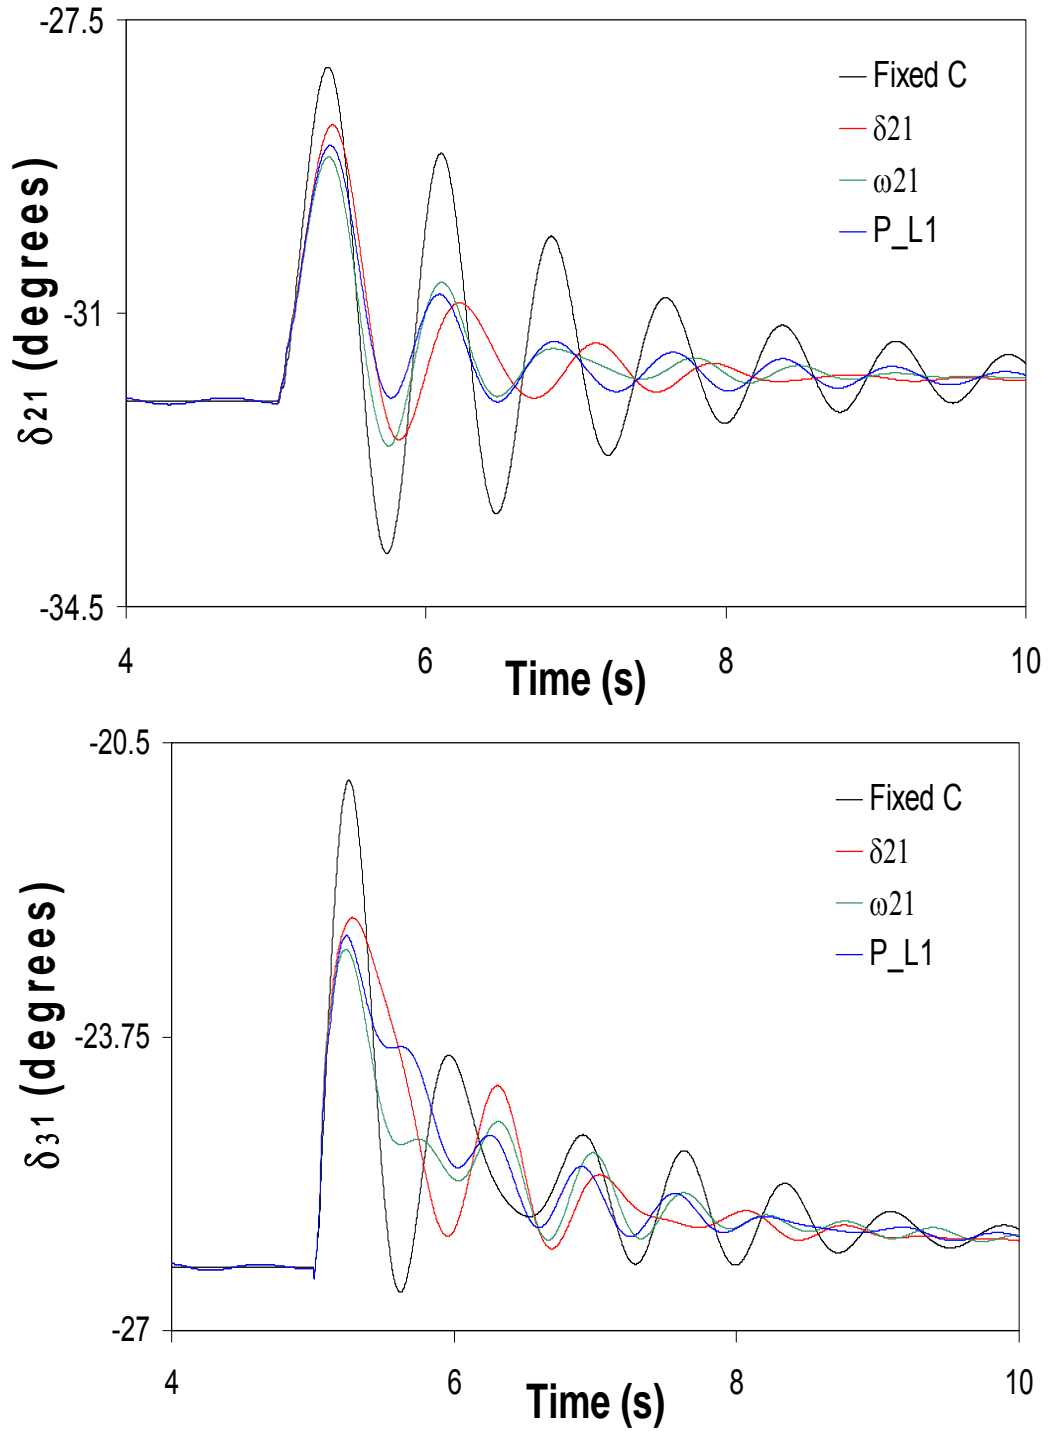 -27.5
Fixed C
δ21
ω21
P_L1
δ21 (degrees)
-31
-34.5
4 6 8 10
Time (s)
-20.5
Fixed C
δ21
ω21
P_L1
δ31 (degrees)
-23.75
-27
4 6 8 10
Time (s)